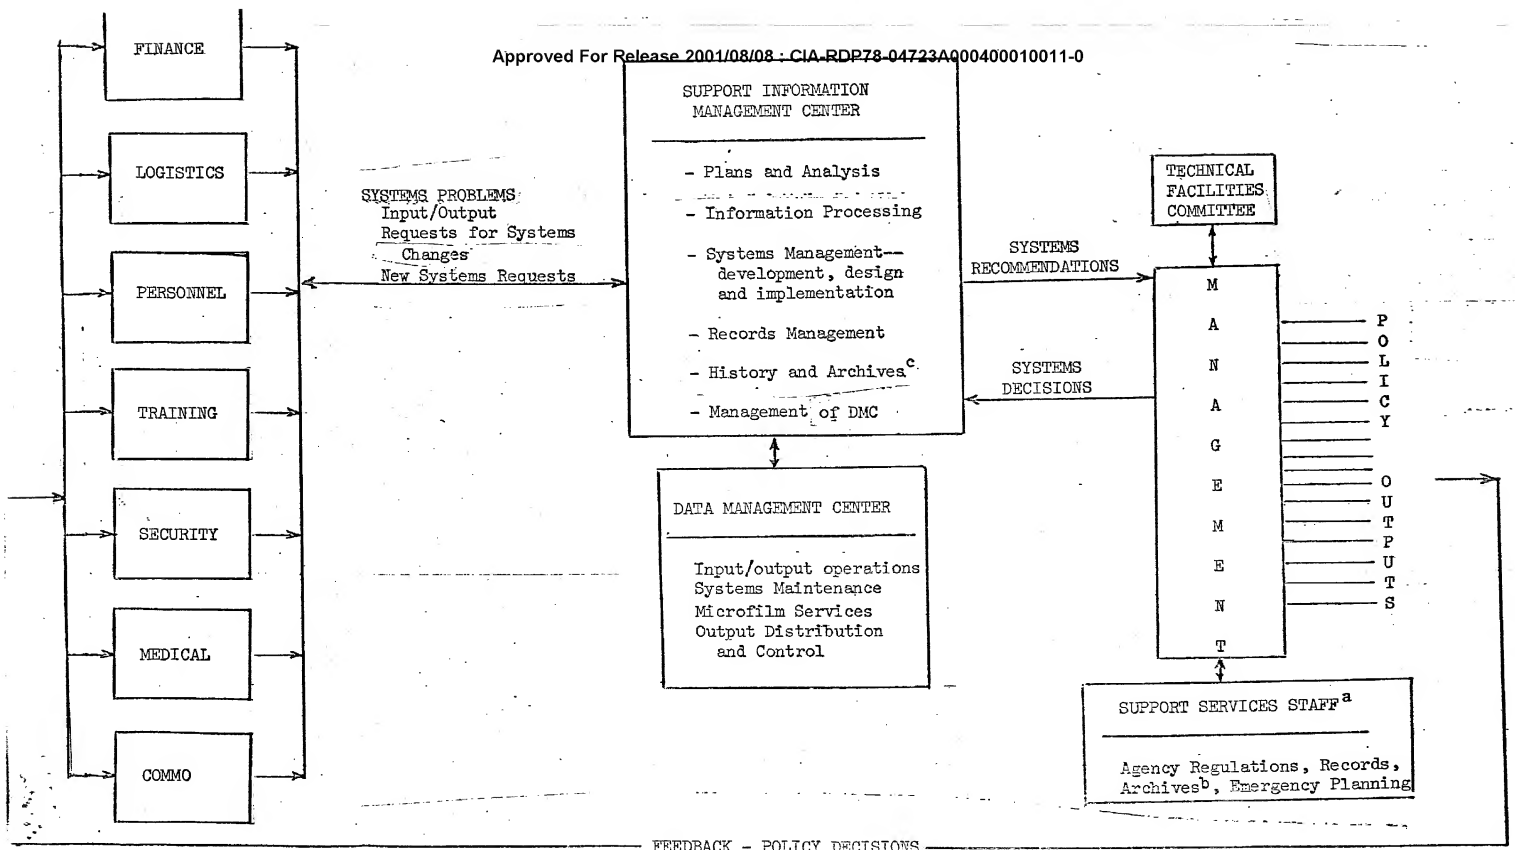 Approved For Release 2001/08/08 : CIA-RDP78-04723A000400010011-0
FINANCE
LOGISTICS
PERSONNEL
TRAINING
SECURITY
MEDICAL
COMMO
SYSTEMS PROBLEMS
Input/Output
Requests for Systems
Changes
New Systems Requests
SUPPORT INFORMATION
MANAGEMENT CENTER
- Plans and Analysis
- Information Processing
- Systems Management--
development, design
and implementation
- Records Management
- History and Archives c
- Management of DMC
DATA MANAGEMENT CENTER
Input/output operations
Systems Maintenance
Microfilm Services
Output Distribution
and Control
SYSTEMS
RECOMMENDATIONS
SYSTEMS
DECISIONS
TECHNICAL
FACILITIES
COMMITTEE
M
A
N
A
G
E
M
E
N
T
P
O
L
I
C
Y
O
U
T
P
U
T
S
SUPPORT SERVICES STAFF a
Agency Regulations, Records,
Archives b, Emergency Planning
FEEDBACK - POLICY DECISIONS